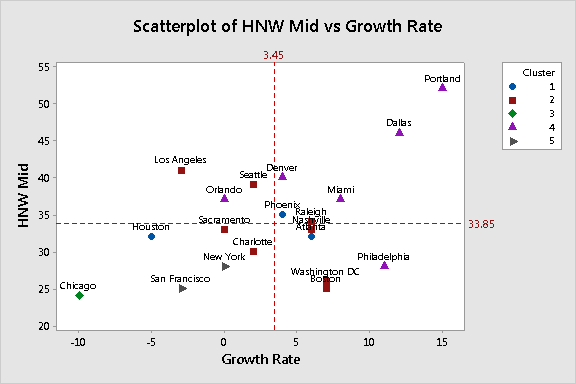 Scatterplot of HNW Mid vs Growth Rate
3.45
55
50
45
40
35
30
25
20
HNW Mid
Portland
Dallas
Los Angeles
Denver
Seattle
Orlando
Miami
Phoenix
Raleigh
Nashville
Sacramento
Atlanta
Houston
33.85
Charlotte
New York
Philadelphia
San Francisco
Washington DC
Boston
Chicago
-10
-5
0
5
10
15
Growth Rate
Cluster
1
2
3
4
5